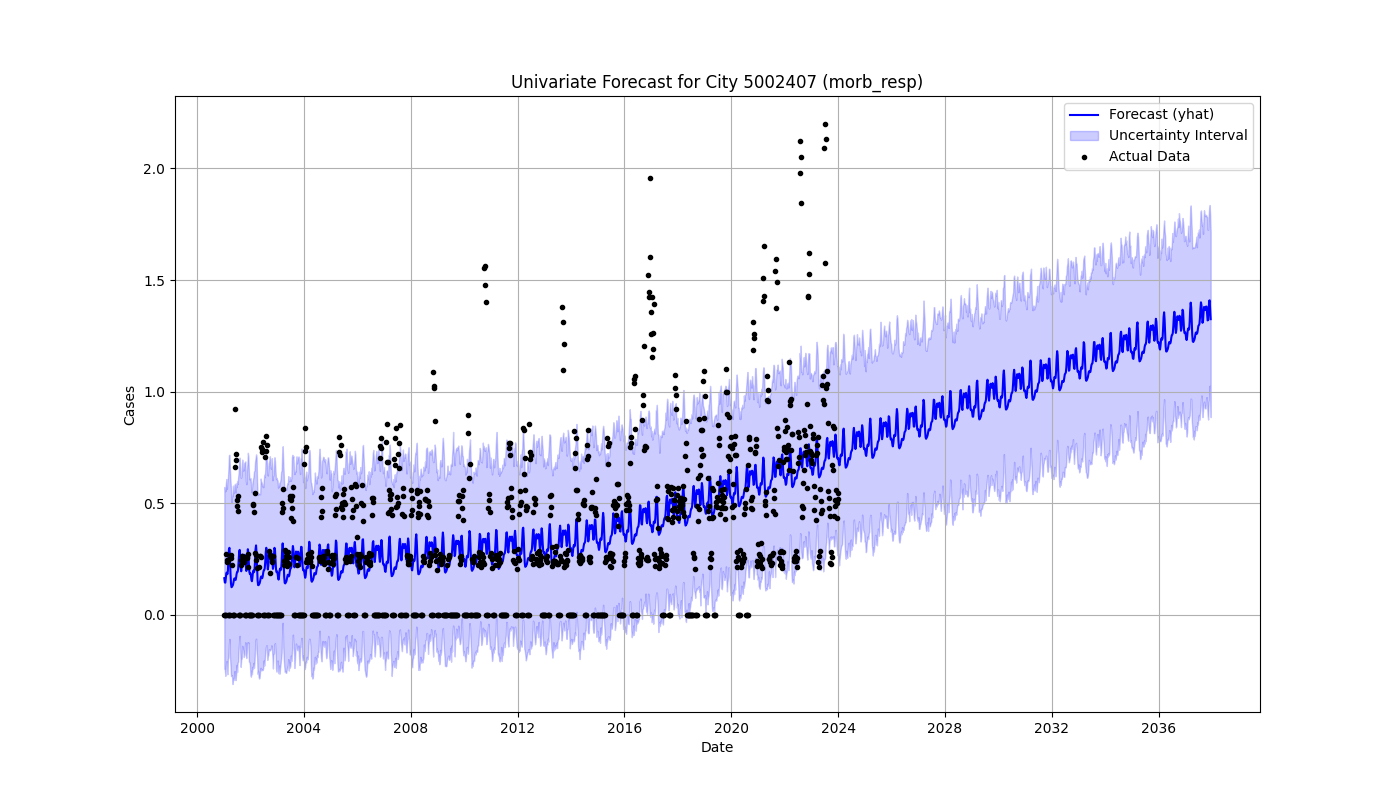 Univariate Forecast for City 5002407 (morb_resp)
Forecast (yhat)
Uncertainty Interval
Actual Data
Cases
2.0
1.5
1.0
0.5
0.0
2000 2004 2008 2012 2016 2020 2024 2028 2032 2036
Date